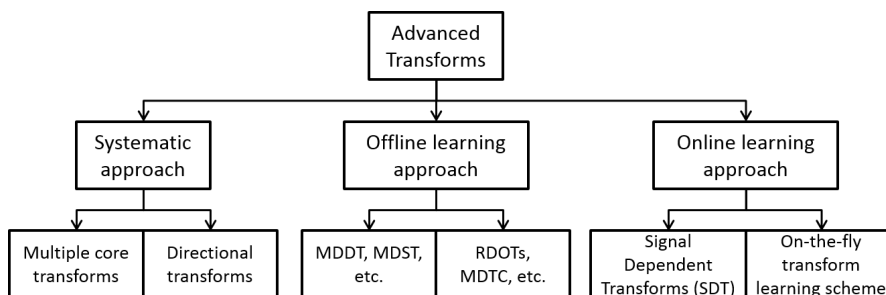 Advanced
Transforms
Systematic
approach
Offline learning
approach
Online learning
approach
Multiple core
transforms
Directional
transforms
MDDT, MDST,
etc.
RDOTs,
MDTC, etc.
Signal
Dependent
Transforms (SDT)
On-the-fly
transform
learning scheme